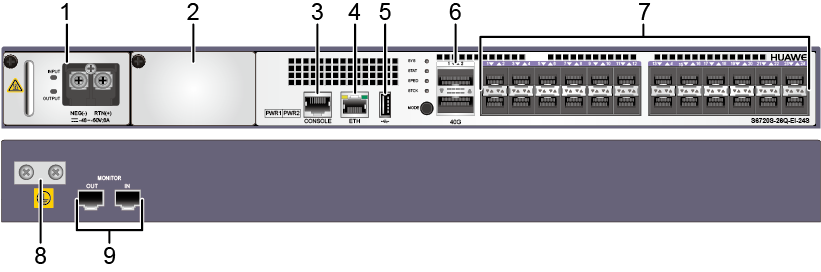 1 2 3 4 5 6 7
HUAWEI
INPUT
OUTPUT
NEG(-) RTN(+)
-48~-60V;6A
PWR1 PWR2
CONSOLE
ETH
SYS
STAT
SPED
STCK
MODE
40G
S6720S-26Q-EI-24S
MONITOR
OUT IN
8 9